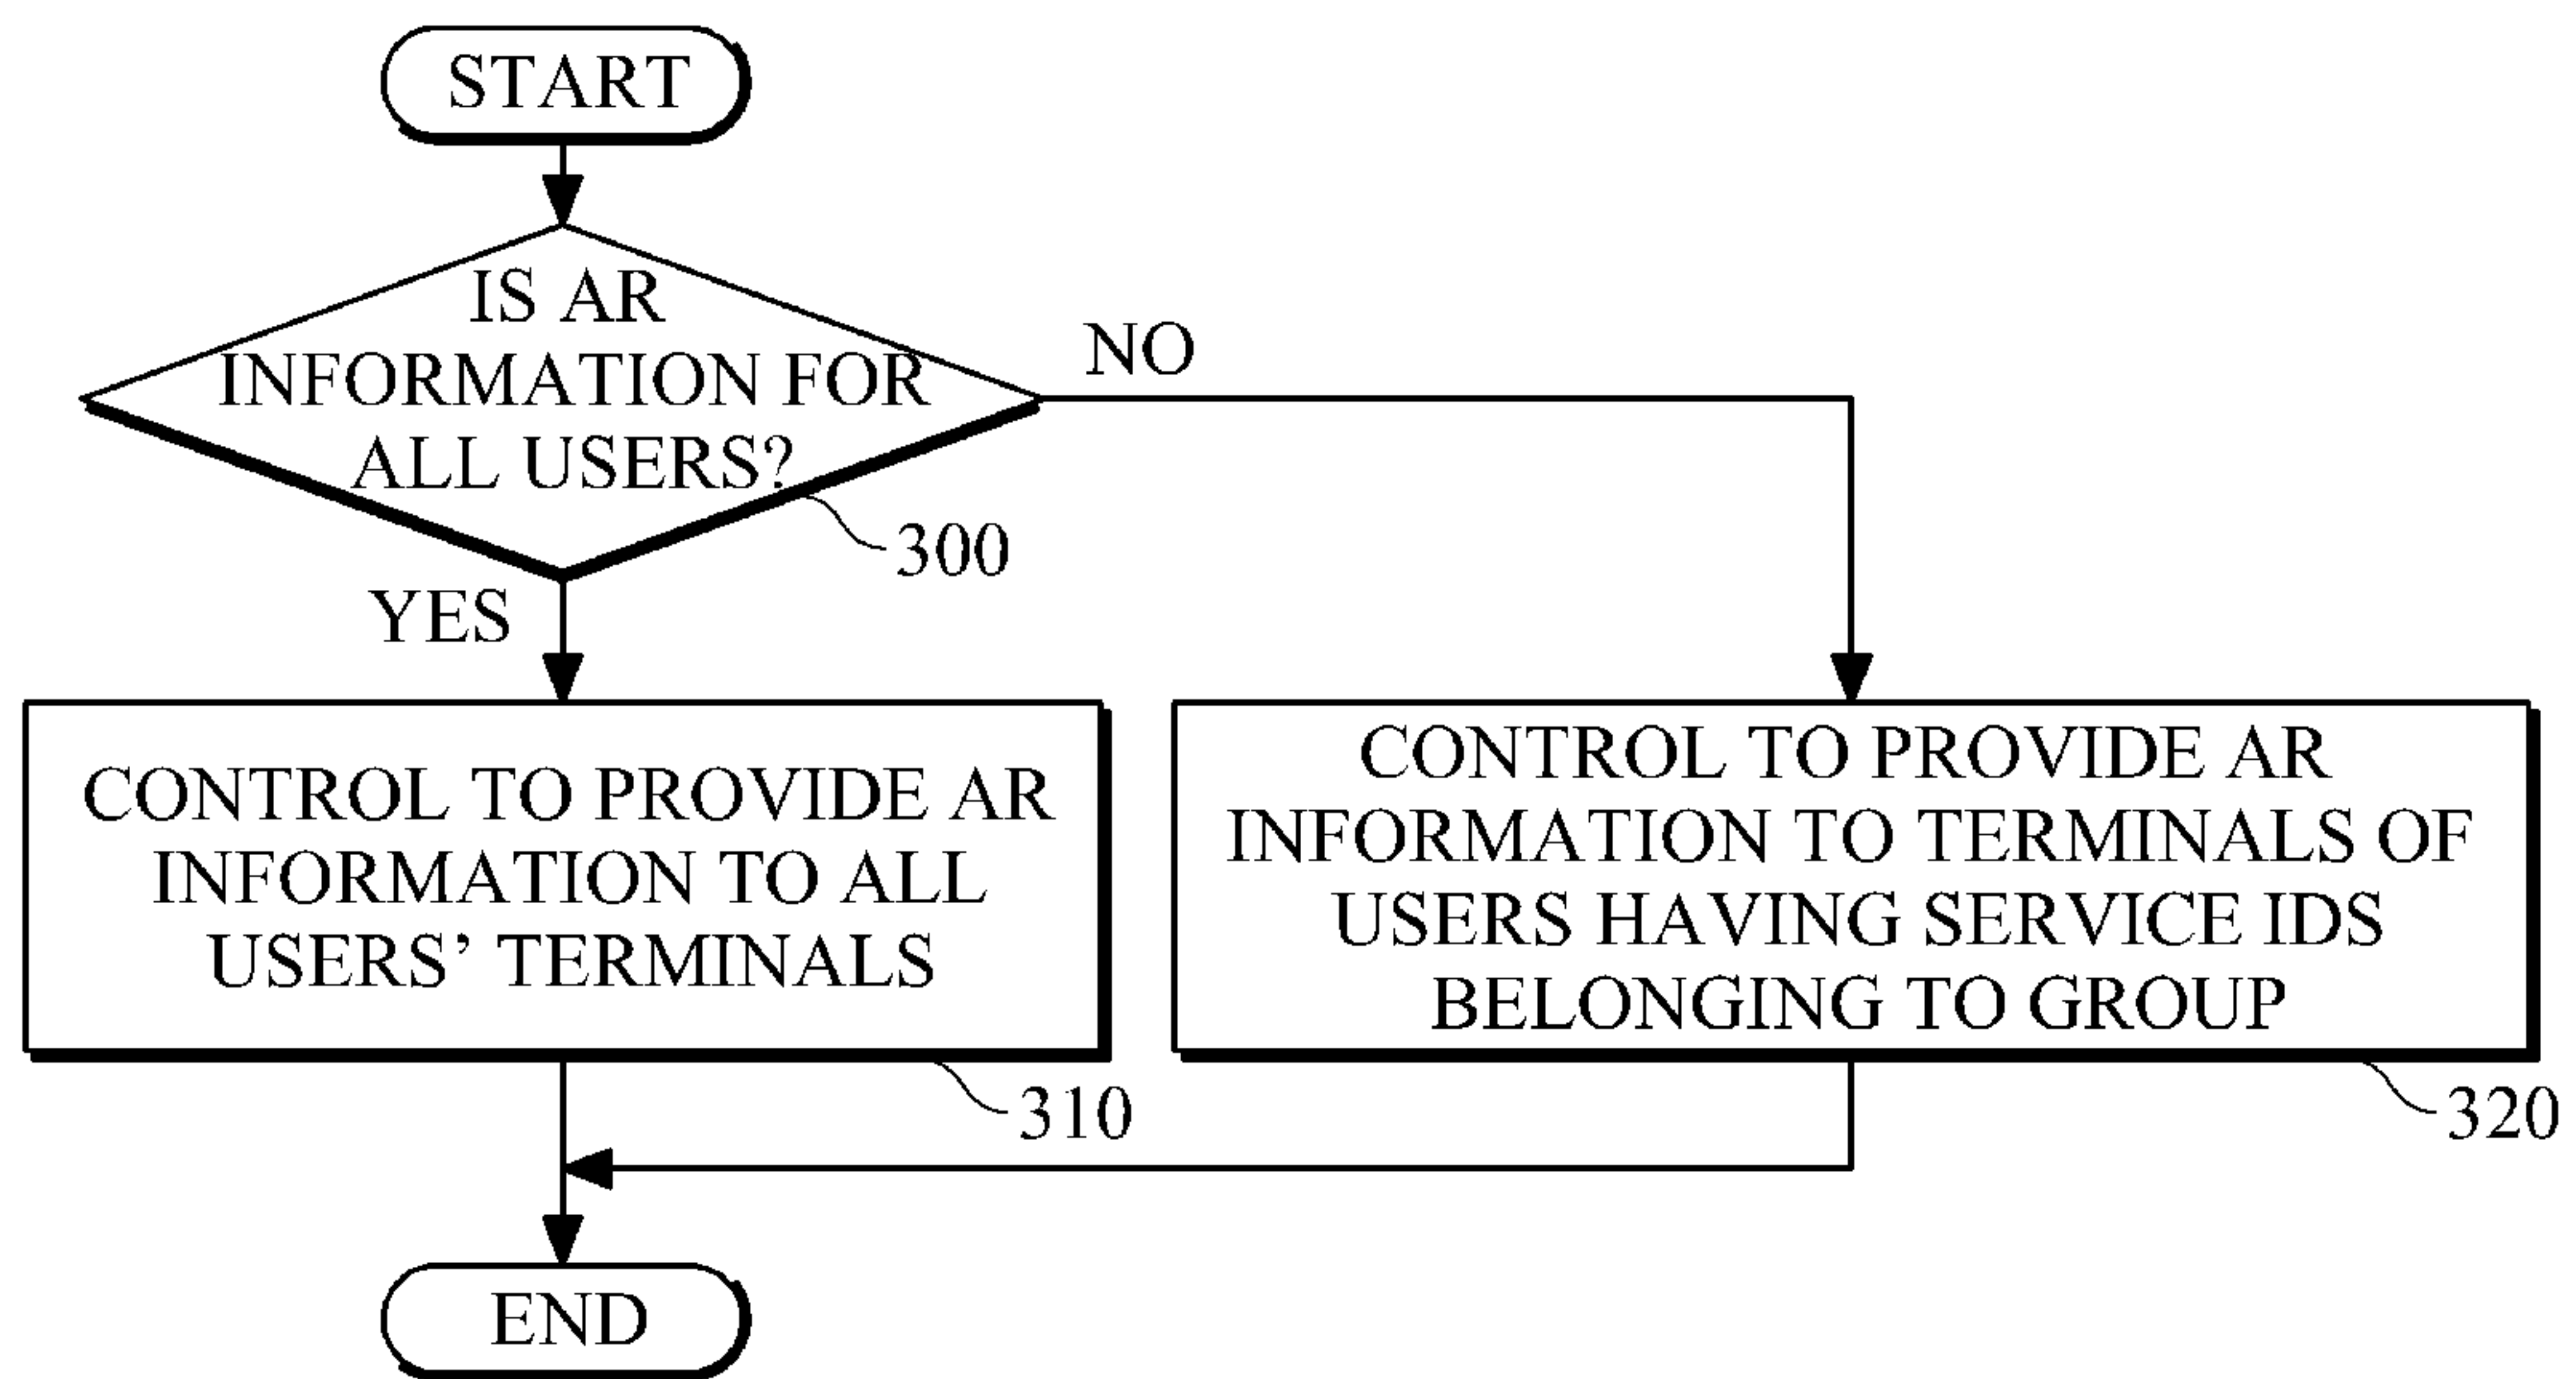 START
IS AR
INFORMATION FOR
ALL USERS?
300
NO
YES
CONTROL TO PROVIDE AR
INFORMATION TO ALL
USERS’ TERMINALS
310
CONTROL TO PROVIDE AR
INFORMATION TO TERMINALS OF
USERS HAVING SERVICE IDS
BELONGING TO GROUP
320
END